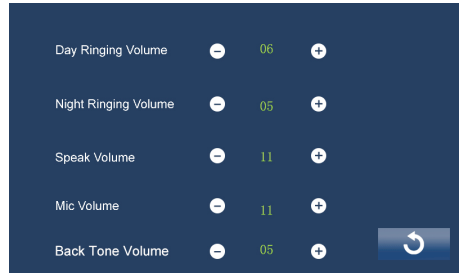 Day Ringing Volume 06
Night Ringing Volume 05
Speak Volume 11
Mic Volume 11
Back Tone Volume 05